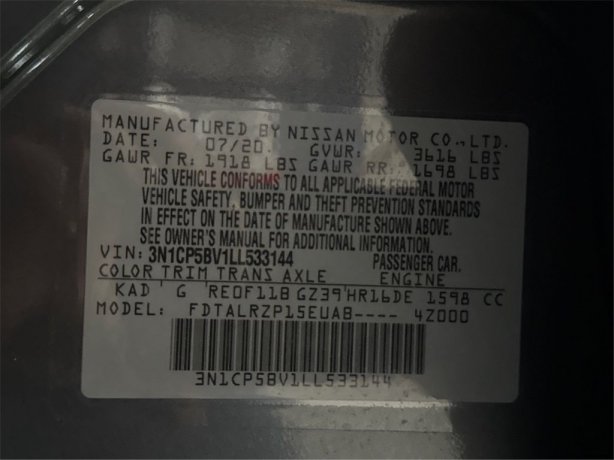 MANUFACTURED BY NISSAN MOTOR CO.,LTD.
DATE: 07/20. GVWR: 3616 LBS
GAWR FR: 1918 LBS GAWR RR: 1698 LBS
THIS VEHICLE CONFORMS TO ALL APPLICABLE FEDERAL MOTOR
VEHICLE SAFETY, BUMPER AND THEFT PREVENTION STANDARDS
IN EFFECT ON THE DATE OF MANUFACTURE SHOWN ABOVE.
SEE OWNER'S MANUAL FOR ADDITIONAL INFORMATION.
VIN: 3N1CP5BV1LL533144 PASSENGER CAR.
COLOR TRIM TRANS AXLE ENGINE
KAD G RE0F11B GZ39 HR16DE 1598 CC
MODEL: FDTALRZP15EUAB---- 4Z000
3N1CP5BV1LL533144